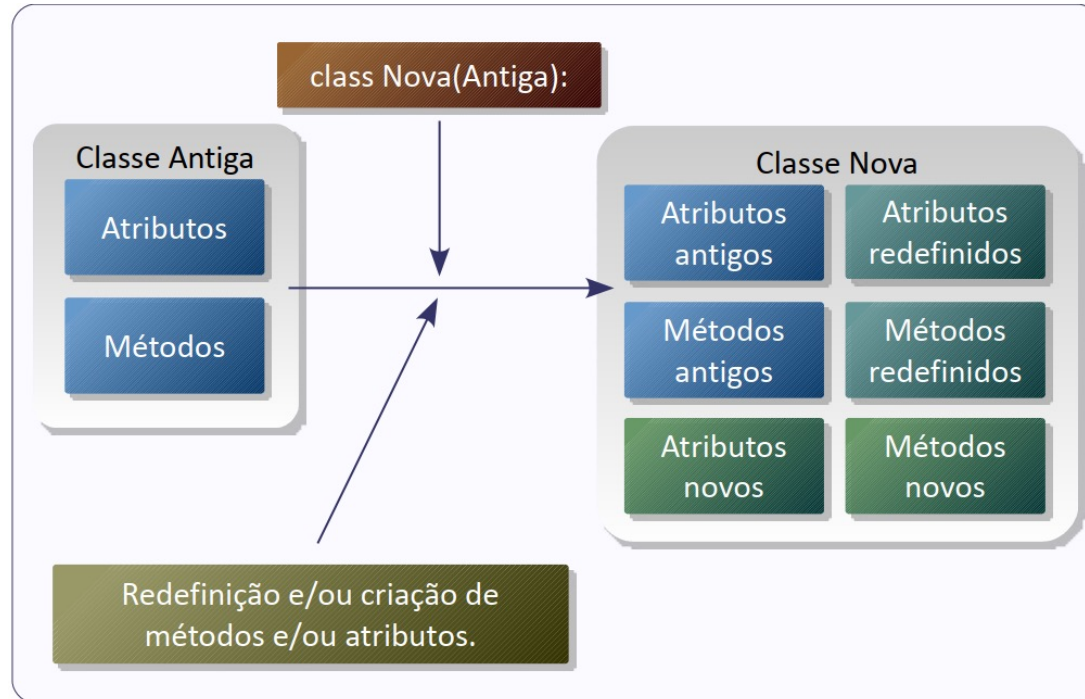 class Nova(Antiga):
Classe Antiga
Atributos
Métodos
Classe Nova
Atributos
antigos
Atributos
redefinidos
Métodos
antigos
Métodos
redefinidos
Atributos
novos
Métodos
novos
Redefinição e/ou criação de
métodos e/ou atributos.